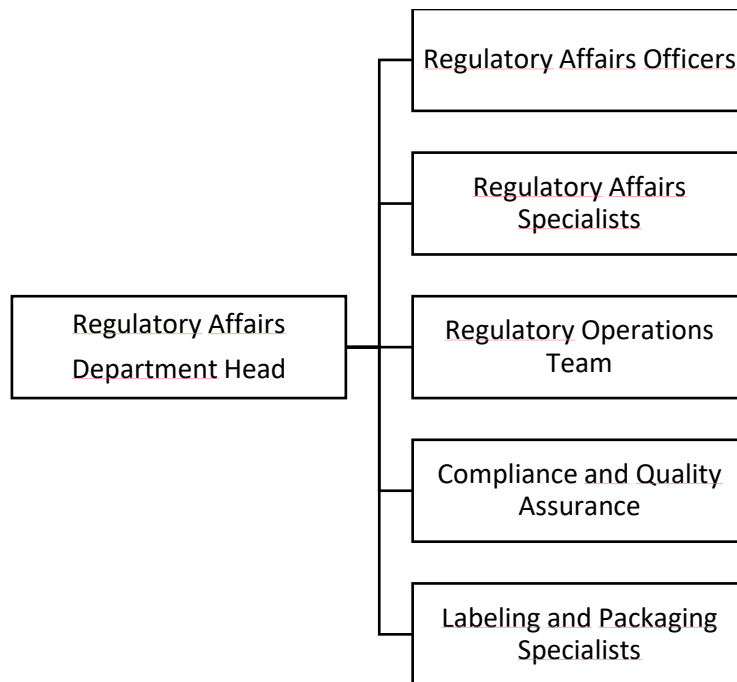 Regulatory Affairs Officers
Regulatory Affairs
Specialists
Regulatory Affairs
Department Head
Regulatory Operations
Team
Compliance and Quality
Assurance
Labeling and Packaging
Specialists